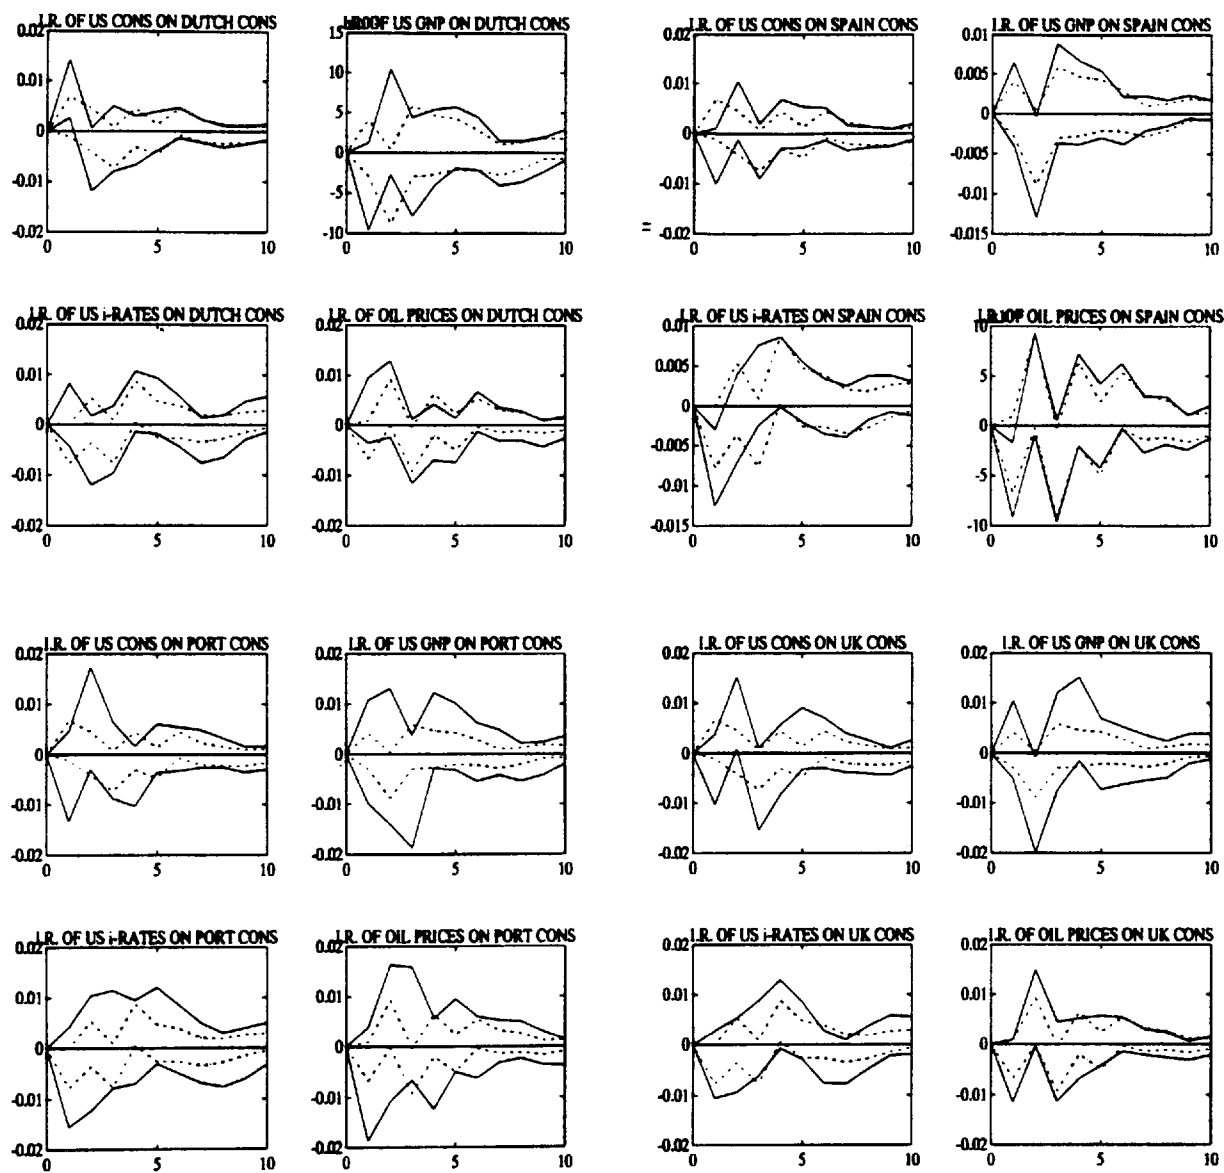 I.R. OF US CONS ON DUTCH CONS
0.02
0.01
0
-0.01
-0.02
0 5 10
US GNP ON DUTCH CONS
15
10
5
0
-5
-10
0 5 10
I.R. OF US CONS ON SPAIN CONS
0.02
0.01
0
-0.01
= -0.02
0 5 10
I.R. OF US GNP ON SPAIN CONS
0.01
0.005
0
-0.005
-0.01
-0.015
0 5 10
I.R. OF US i-RATES ON DUTCH CONS
0.02
0.01
0
-0.01
-0.02
0 5 10
I.R. OF OIL PRICES ON DUTCH CONS
0.02
0.01
0
-0.01
-0.02
0 5 10
I.R. OF US i-RATES ON SPAIN CONS
0.01
0.005
0
-0.005
-0.01
-0.015
0 5 10
OIL PRICES ON SPAIN CONS
10
5
0
-5
-10
0 5 10
I.R. OF US CONS ON PORT CONS
0.02
0.01
0
-0.01
-0.02
0 5 10
I.R. OF US GNP ON PORT CONS
0.02
0.01
0
-0.01
-0.02
0 5 10
I.R. OF US CONS ON UK CONS
0.02
0.01
0
-0.01
-0.02
0 5 10
I.R. OF US GNP ON UK CONS
0.02
0.01
0
-0.01
-0.02
0 5 10
I.R. OF US i-RATES ON PORT CONS
0.02
0.01
0
-0.01
-0.02
0 5 10
I.R. OF OIL PRICES ON PORT CONS
0.02
0.01
0
-0.01
-0.02
0 5 10
I.R. OF US i-RATES ON UK CONS
0.02
0.01
0
-0.01
-0.02
0 5 10
I.R. OF OIL PRICES ON UK CONS
0.02
0.01
0
-0.01
-0.02
0 5 10